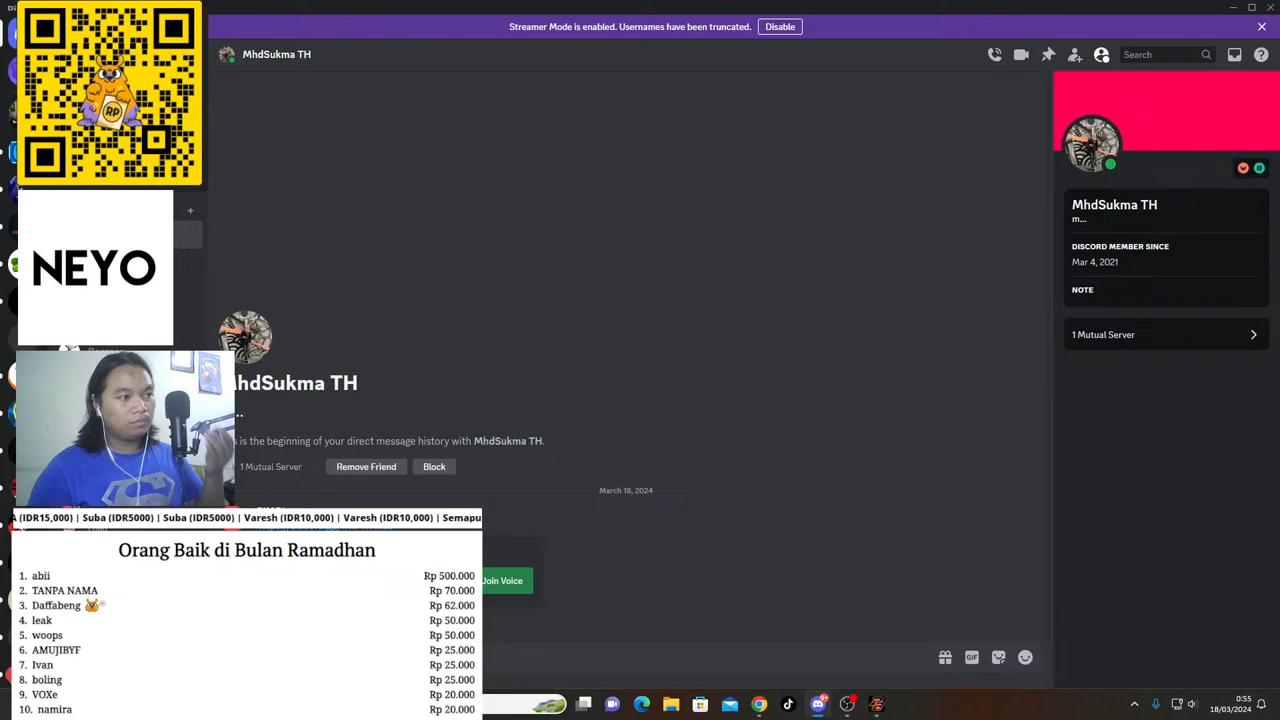 Streamer Mode is enabled. Usernames have been truncated.
Disable
MhdSukma TH
Search
RP
NEYO
MhdSukma TH
m...
DISCORD MEMBER SINCE
Mar 4, 2021
NOTE
1 Mutual Server
hdSukma TH
s is the beginning of your direct message history with MhdSukma TH.
1 Mutual Server
Remove Friend
Block
March 18, 2024
(IDR15,000) | Suba (IDR5000) | Suba (IDR5000) | Varesh (IDR10,000) | Varesh (IDR10,000) | Semapu
Orang Baik di Bulan Ramadhan
1. abii Rp 500.000
2. TANPA NAMA Rp 70.000
3. Daffabeng Rp 62.000
4. leak Rp 50.000
5. woops Rp 50.000
6. AMUJIBYF Rp 25.000
7. Ivan Rp 25.000
8. boling Rp 25.000
9. VOXe Rp 20.000
10. namira Rp 20.000
Join Voice
GIF
0:55
18/03/2024